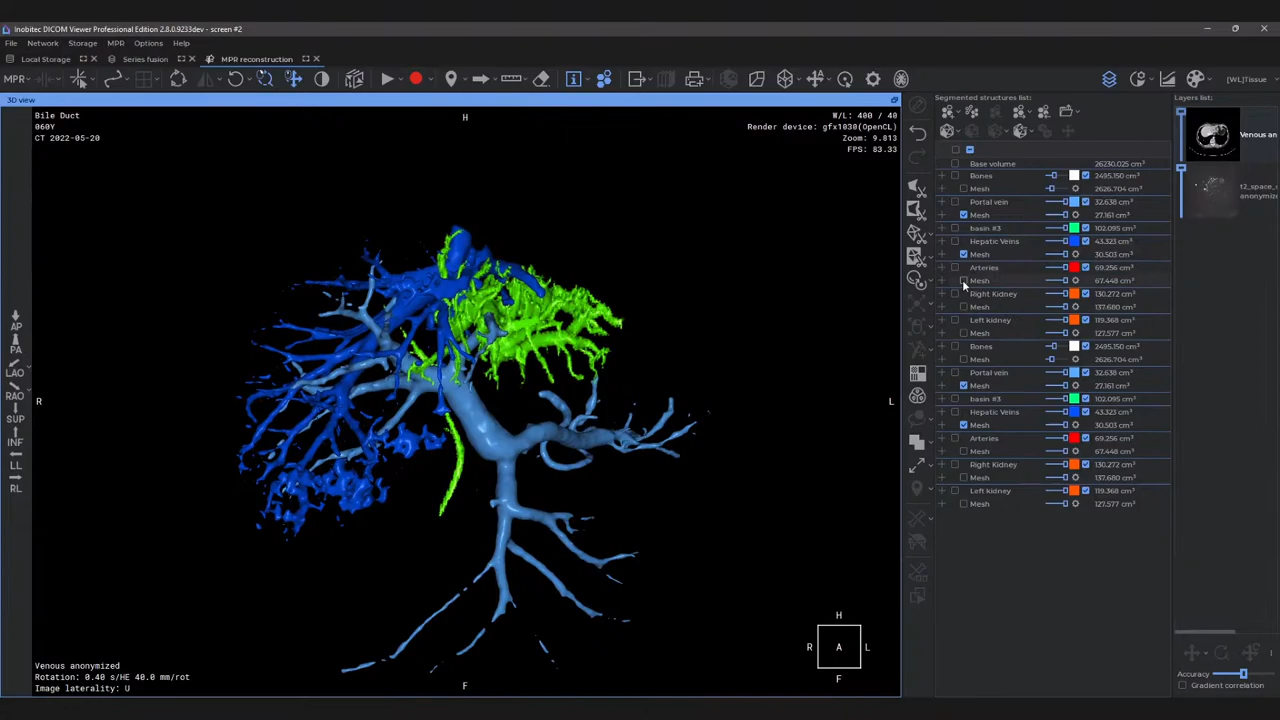 Inobitec DICOM Viewer Professional Edition 2.8.0.9233dev - screen #2
File Network Storage MPR Options Help
Local Storage Series fusion MPR reconstruction
MPR [WL]Tissue
3D view
Segmented structures list:
Layers list:
Bile Duct
060Y
CT 2022-05-20
H
W/L: 400 / 40
Render device: gfx1030(OpenCL)
Zoom: 9.813
FPS: 83.33
R
L
AP
PA
LAO
RAO
SUP
INF
LL
RL
Base volume 26230.025 cm³
Bones 2495.150 cm³
Mesh 2626.704 cm³
Portal vein 32.638 cm³
Mesh 27.161 cm³
basin #3 102.095 cm³
Hepatic Veins 43.323 cm³
Mesh 30.503 cm³
Arteries 69.256 cm³
Mesh 67.448 cm³
Right Kidney 130.272 cm³
Mesh 137.680 cm³
Left kidney 119.368 cm³
Mesh 127.577 cm³
Bones 2495.150 cm³
Mesh 2626.704 cm³
Portal vein 32.638 cm³
Mesh 27.161 cm³
basin #3 102.095 cm³
Hepatic Veins 43.323 cm³
Mesh 30.503 cm³
Arteries 69.256 cm³
Mesh 67.448 cm³
Right Kidney 130.272 cm³
Mesh 137.680 cm³
Left kidney 119.368 cm³
Mesh 127.577 cm³
Venous an
t2_space_
anonymize
H
R A L
F
Venous anonymized
Rotation: 0.40 s/HE 40.0 mm/rot
Image laterality: U
F
Accuracy
Gradient correlation